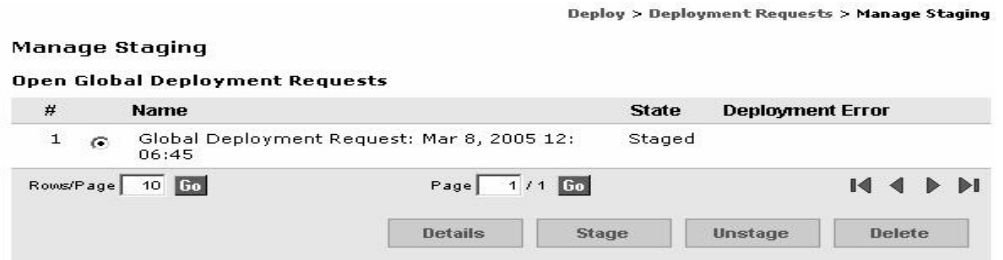 Deploy > Deployment Requests > Manage Staging
Manage Staging
Open Global Deployment Requests
# Name State Deployment Error
1 Global Deployment Request: Mar 8, 2005 12: Staged
06:45
Rows/Page 10 Go Page 1 / 1 Go
Details Stage Unstage Delete